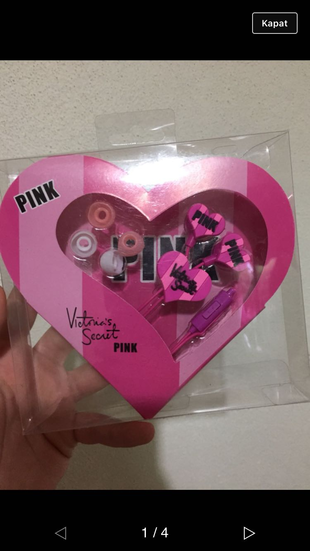 Kapat
PINK
PINK
PINK
PINK
Victoria's
Secret
PINK
1 / 4